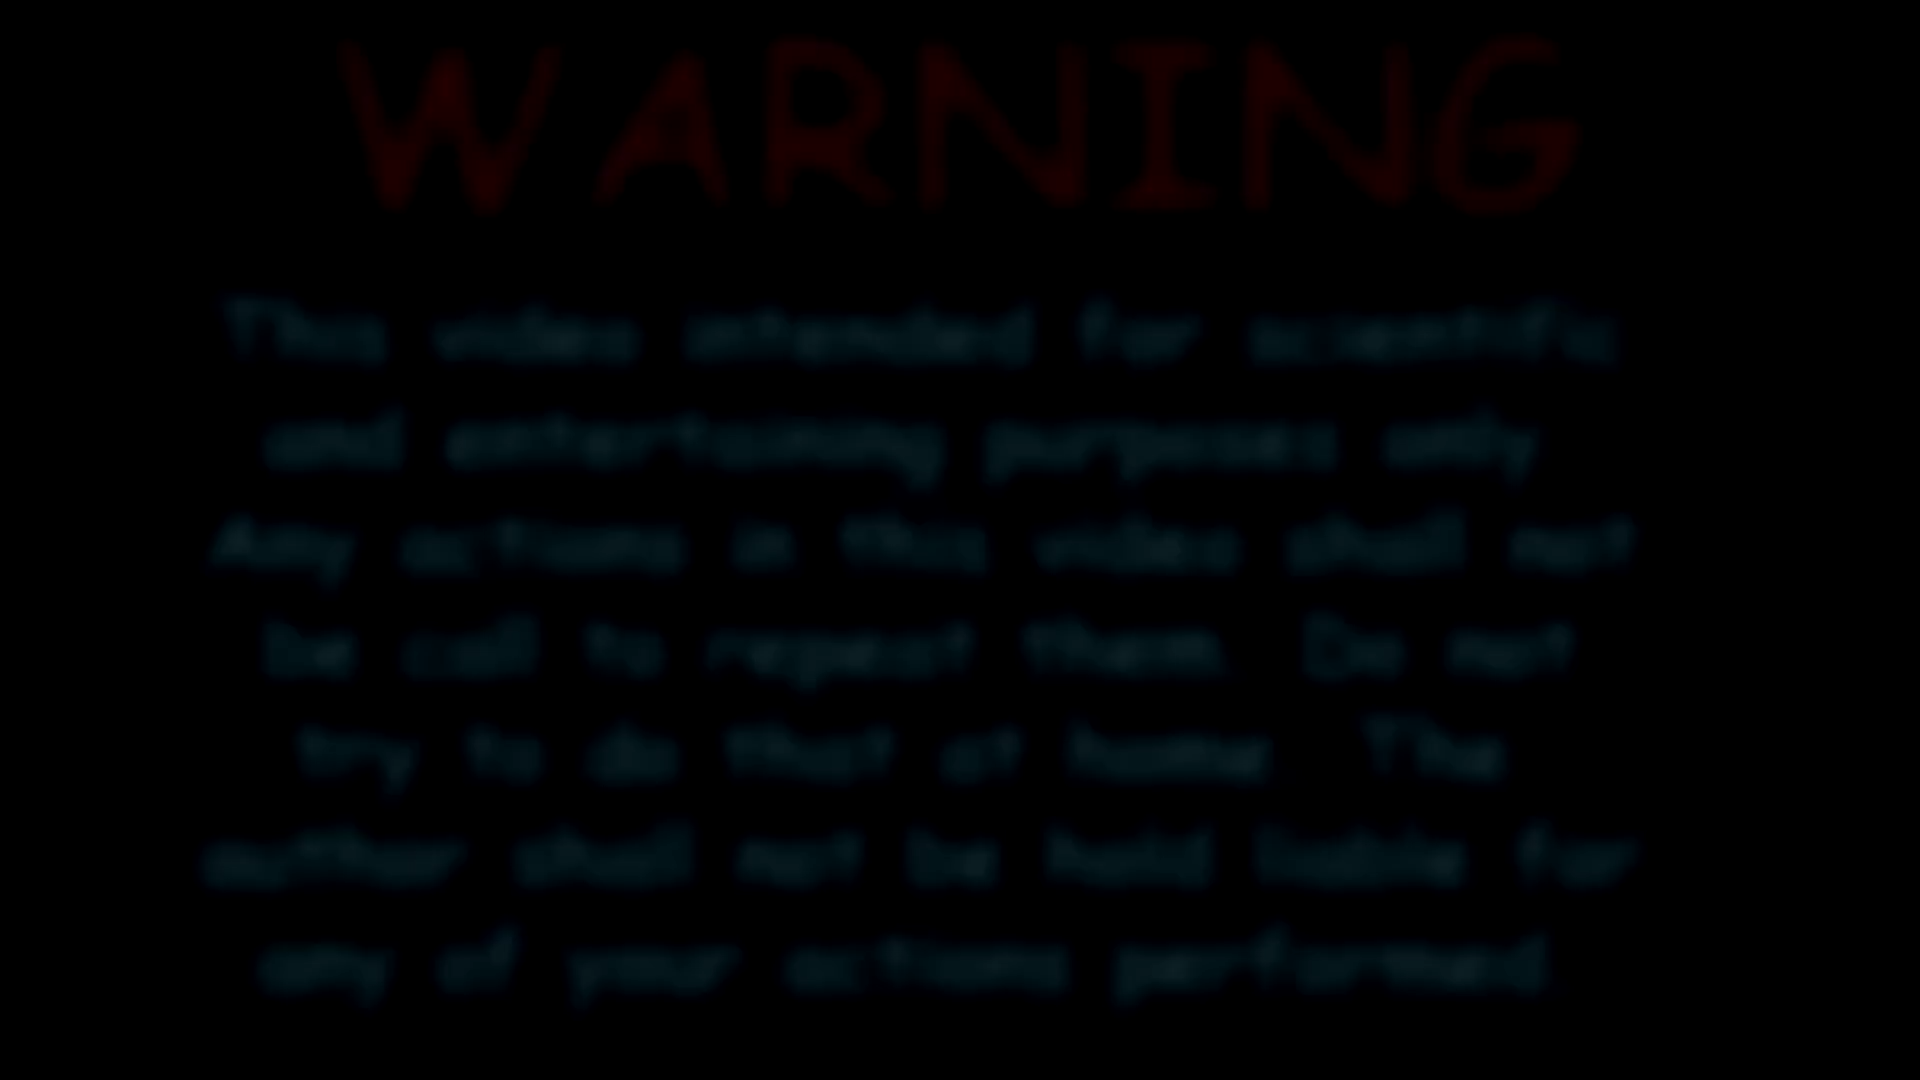 WARNING
This video intended for scientific
and entertaining purposes only
Any actions in this video shall not
be call to repeat them. Do not
try to do that at home. The
author shall not be held liable for
any of your actions performed.